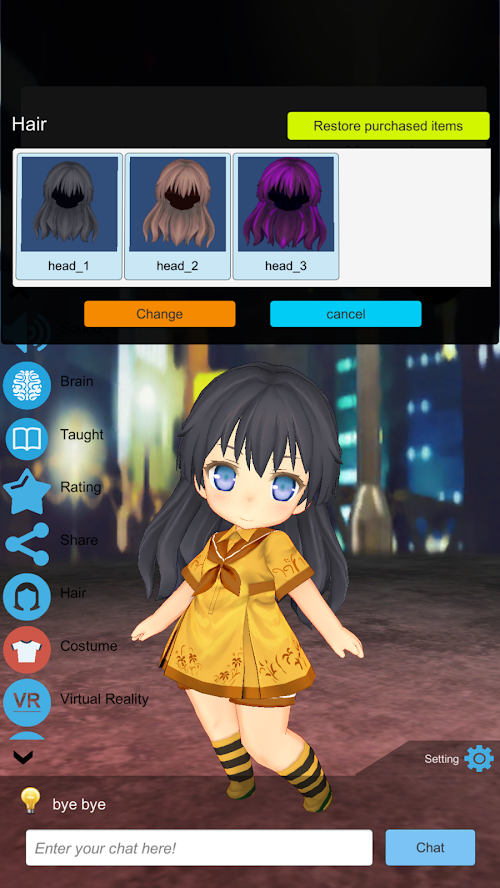 Hair
Restore purchased items
head_1
head_2
head_3
Change
cancel
Brain
Taught
Rating
Share
Hair
Costume
VR
Virtual Reality
Setting
bye bye
Enter your chat here!
Chat